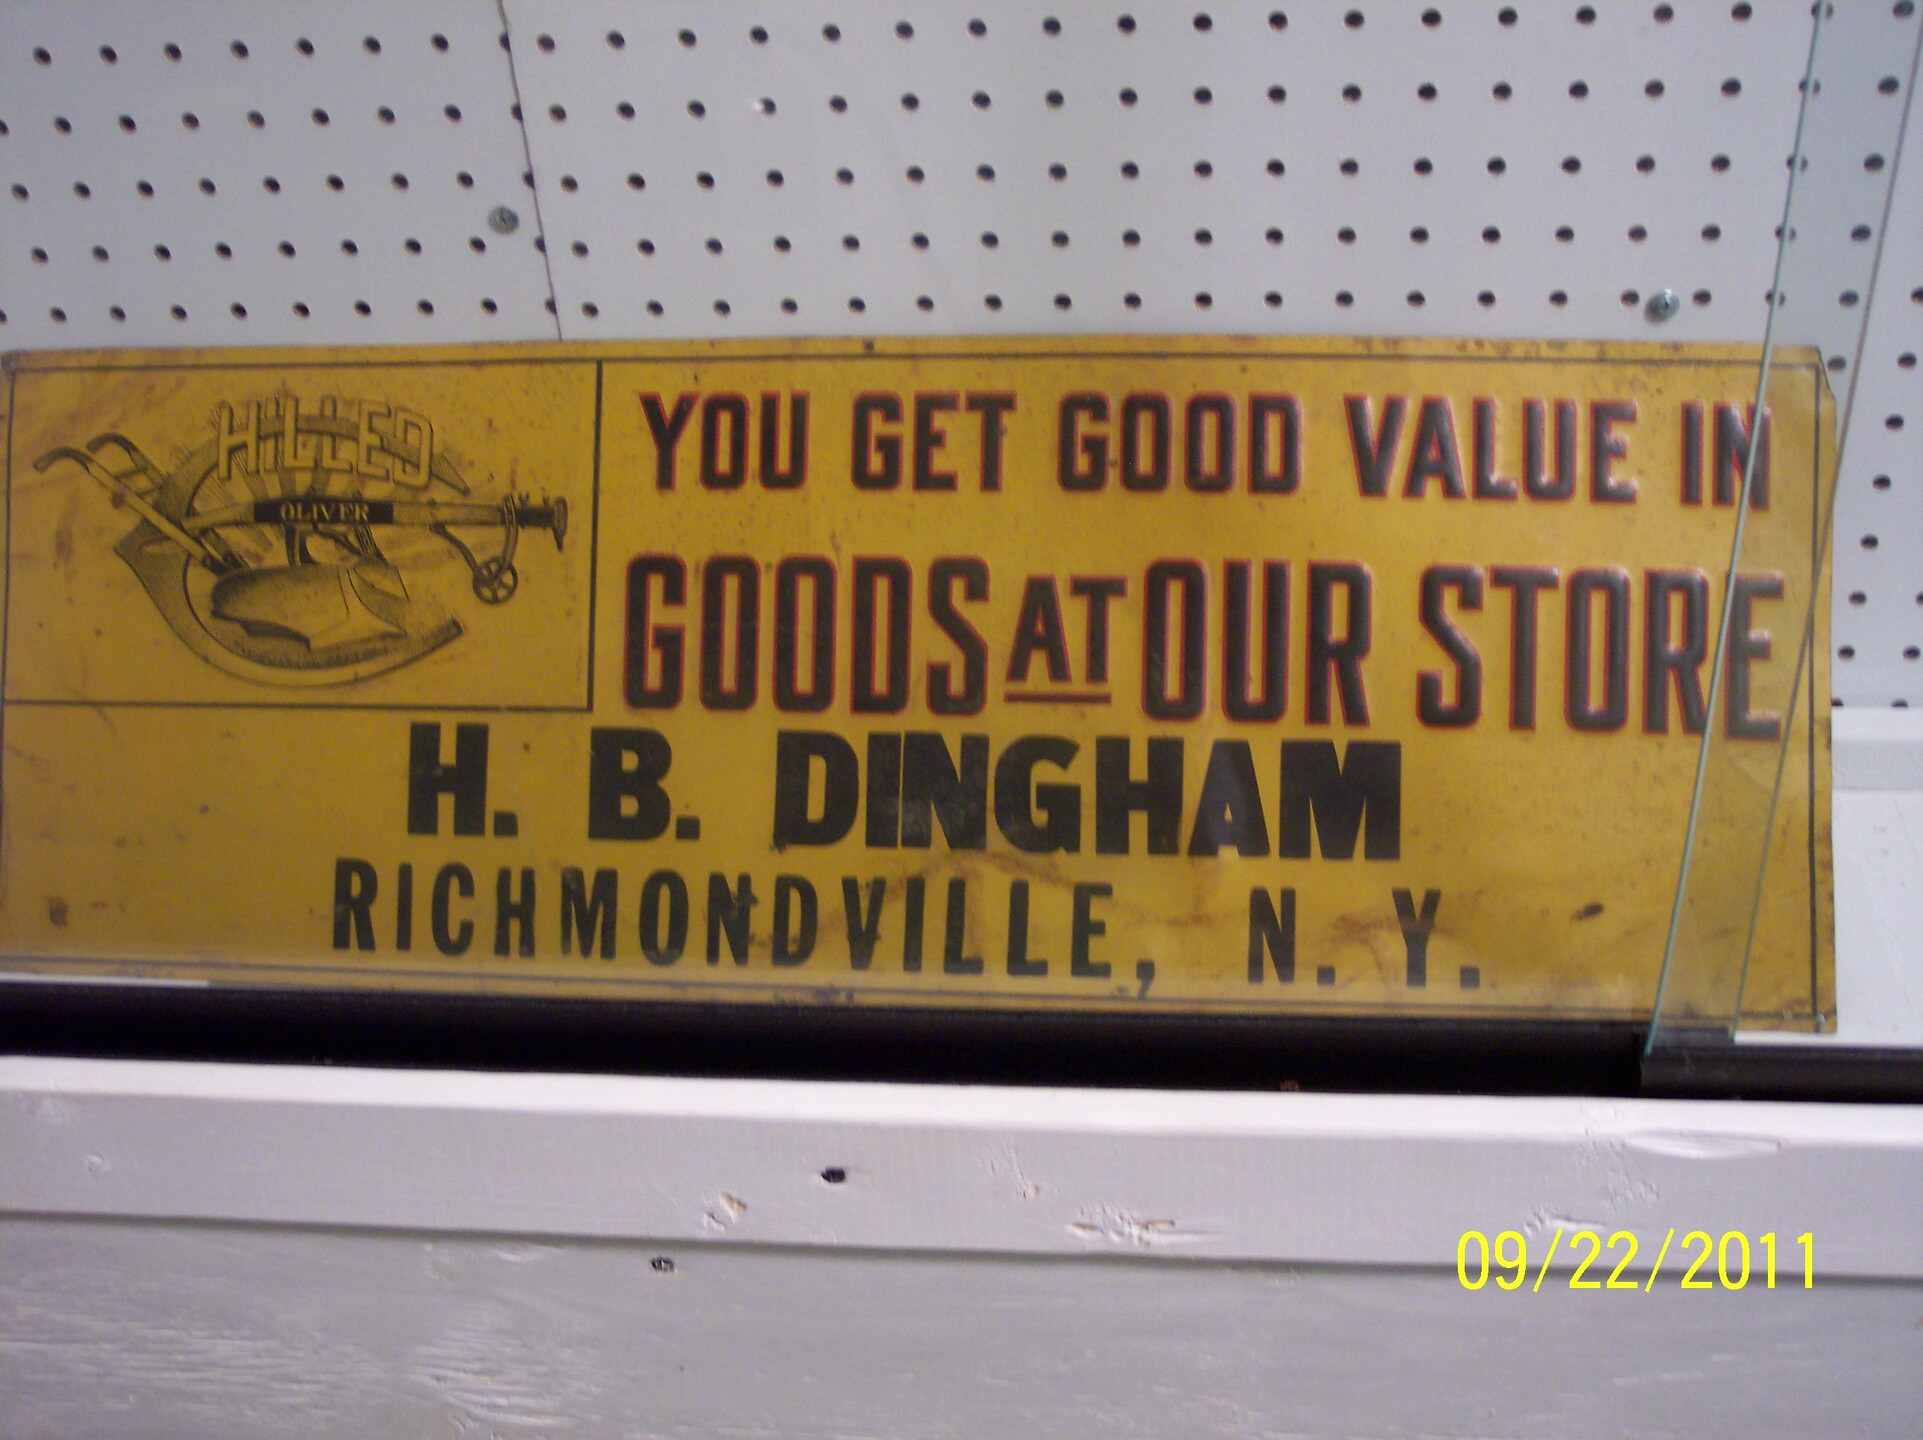 HILLED
OLIVER
YOU GET GOOD VALUE IN
GOODS AT OUR STORE
H. B. DINGHAM
RICHMONDVILLE, N. Y.
09/22/2011